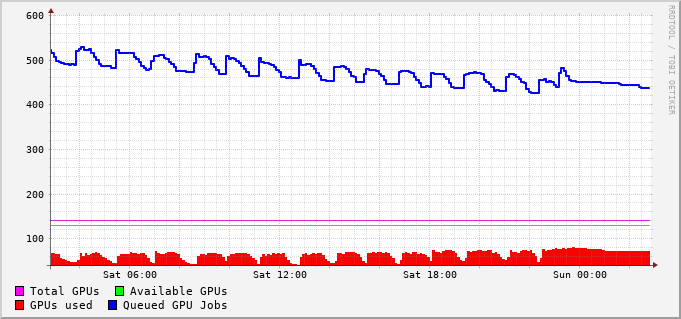 600
500
400
300
200
100
Sat 06:00 Sat 12:00 Sat 18:00 Sun 00:00
Total GPUs Available GPUs
GPUs used Queued GPU Jobs
RRDTOOL / TOBI OETIKER